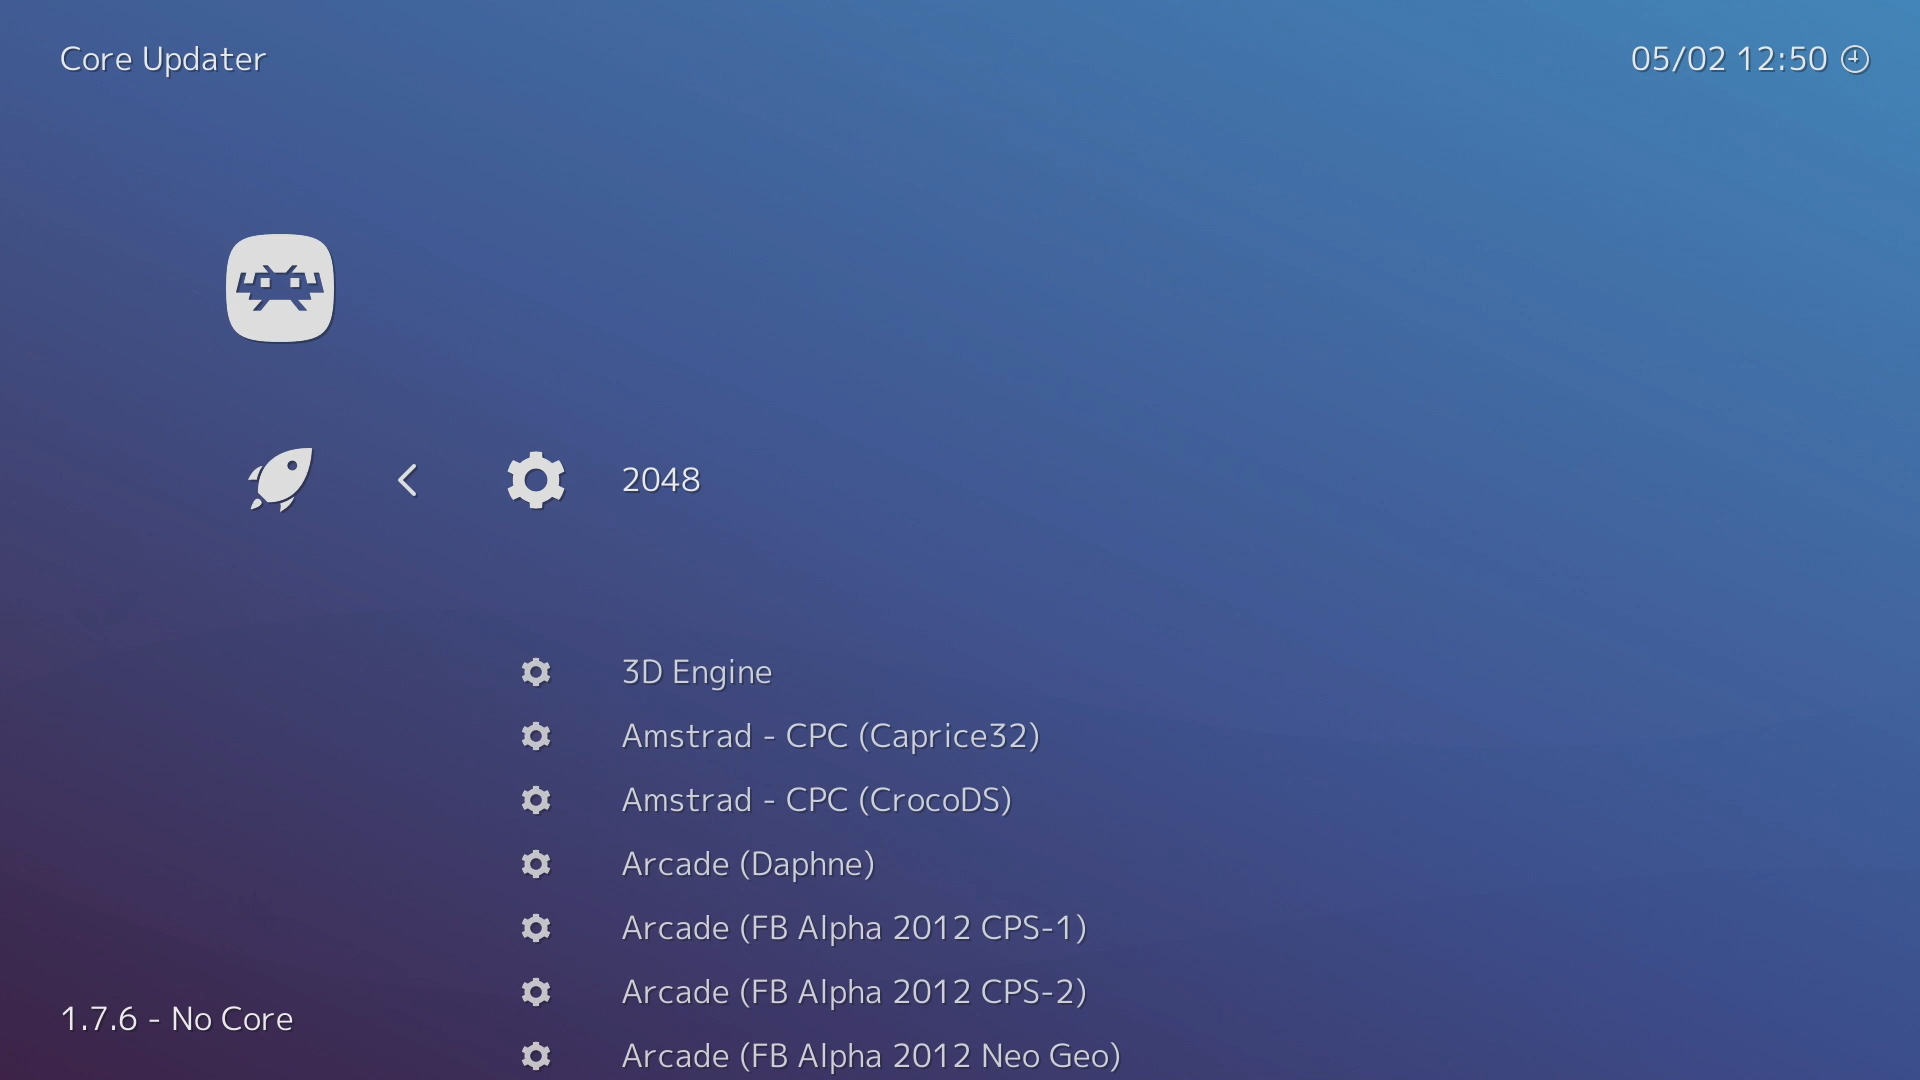 Core Updater
05/02 12:50
2048
3D Engine
Amstrad - CPC (Caprice32)
Amstrad - CPC (CrocoDS)
Arcade (Daphne)
Arcade (FB Alpha 2012 CPS-1)
Arcade (FB Alpha 2012 CPS-2)
1.7.6 - No Core
Arcade (FB Alpha 2012 Neo Geo)